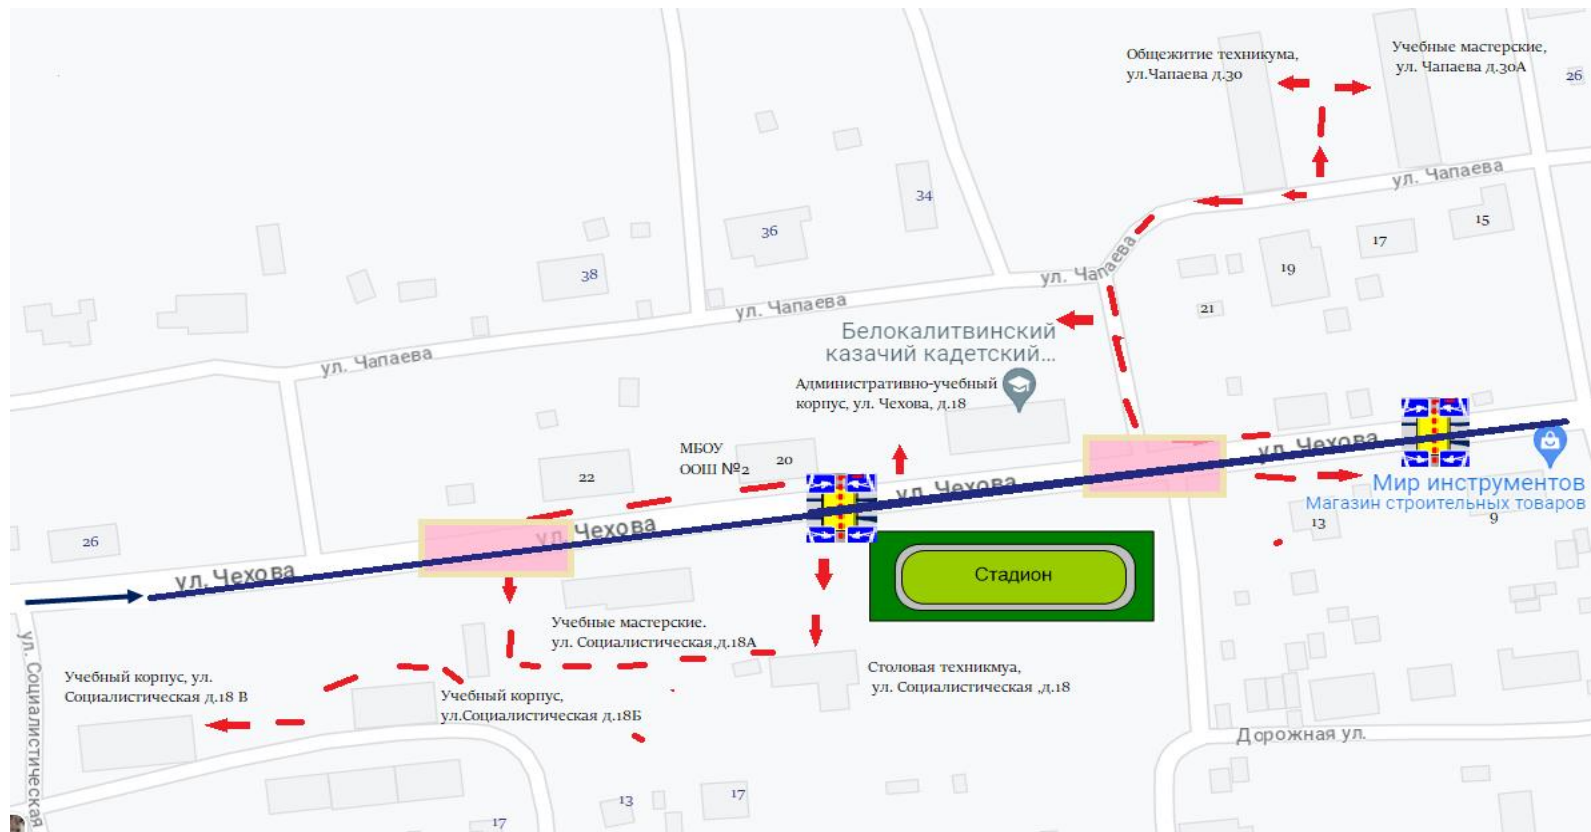 Общежитие техникума,
ул.Чапаева д.30
Учебные мастерские,
ул. Чапаева д.30А
26
ул. Чапаева
34
36
38
15
17
19
21
ул. Чапаева
ул. Чапаева
ул. Чапаева
Белокалитвинский
казачий кадетский...
Административно-учебный
корпус, ул. Чехова, д.18
МБОУ
ООШ №2
20
22
26
ул. Чехова
ул. Чехова
ул. Чехова
ул. Чехова
Мир инструментов
Магазин строительных товаров
13
9
Стадион
Учебные мастерские.
ул. Социалистическая,д.18А
Столовая техникмуа,
ул. Социалистическая ,д.18
Учебный корпус, ул.
Социалистическая д.18 В
Учебный корпус,
ул.Социалистическая д.18Б
ул. Социалистическая
Дорожная ул.
13
17
17